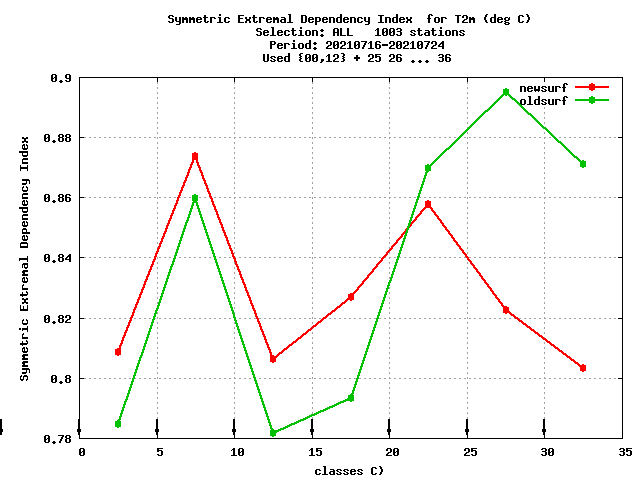 Symmetric Extremal Dependency Index  for T2m (deg C)
Selection: ALL   1003 stations
Period: 20210716-20210724
Used {00,12} + 25 26 ... 36
newsurf
oldsurf
Symmetric Extremal Dependency Index
0.9
0.88
0.86
0.84
0.82
0.8
0.78
0 5 10 15 20 25 30 35
classes C)